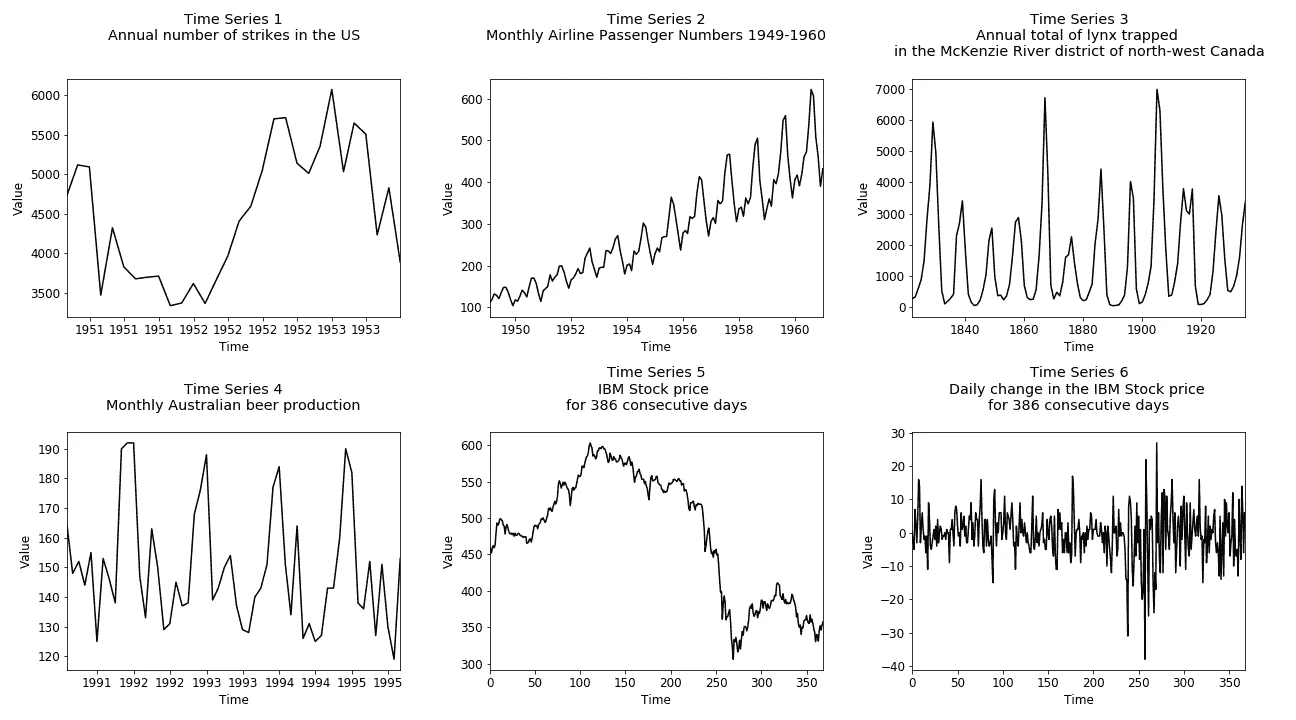 Time Series 1
Annual number of strikes in the US
6000
5500
5000
4500
4000
3500
Value
1951 1951 1951 1952 1952 1952 1952 1953 1953
Time
Time Series 2
Monthly Airline Passenger Numbers 1949-1960
600
500
400
300
200
100
Value
1950 1952 1954 1956 1958 1960
Time
Time Series 3
Annual total of lynx trapped
in the McKenzie River district of north-west Canada
7000
6000
5000
4000
3000
2000
1000
0
Value
1840 1860 1880 1900 1920
Time
Time Series 4
Monthly Australian beer production
190
180
170
160
150
140
130
120
Value
1991 1992 1992 1993 1993 1994 1994 1995 1995
Time
Time Series 5
IBM Stock price
for 386 consecutive days
600
550
500
450
400
350
300
Value
0 50 100 150 200 250 300 350
Time
Time Series 6
Daily change in the IBM Stock price
for 386 consecutive days
30
20
10
0
−10
−20
−30
−40
Value
0 50 100 150 200 250 300 350
Time